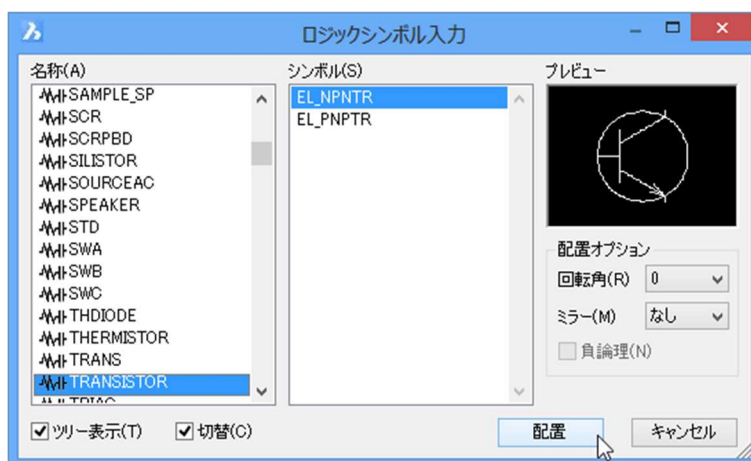 ロジックシンボル入力
名称(A)
SAMPLE_SP
SCR
SCRPBD
SILISTOR
SOURCEAC
SPEAKER
STD
SWA
SWB
SWC
THDIODE
THERMISTOR
TRANS
TRANSISTOR
TRIAC
シンボル(S)
EL_NPNTR
EL_PNPTR
プレビュー
配置オプション
回転角(R) 0
ミラー(M) なし
負論理(N)
ツリー表示(T) 切替(C)
配置 キャンセル